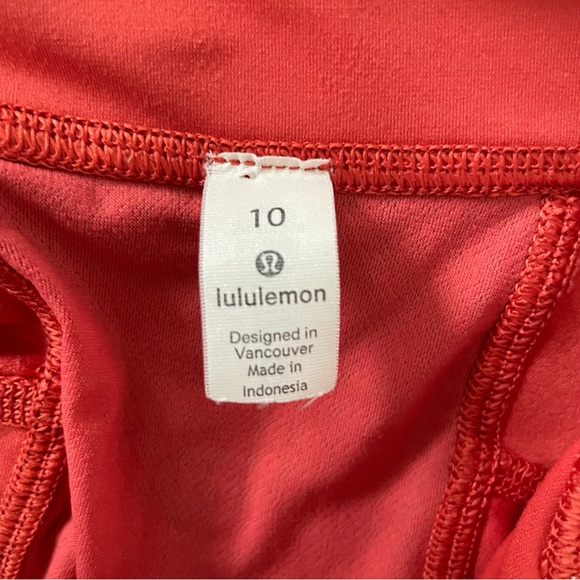 10
lululemon
Designed in
Vancouver
Made in
Indonesia